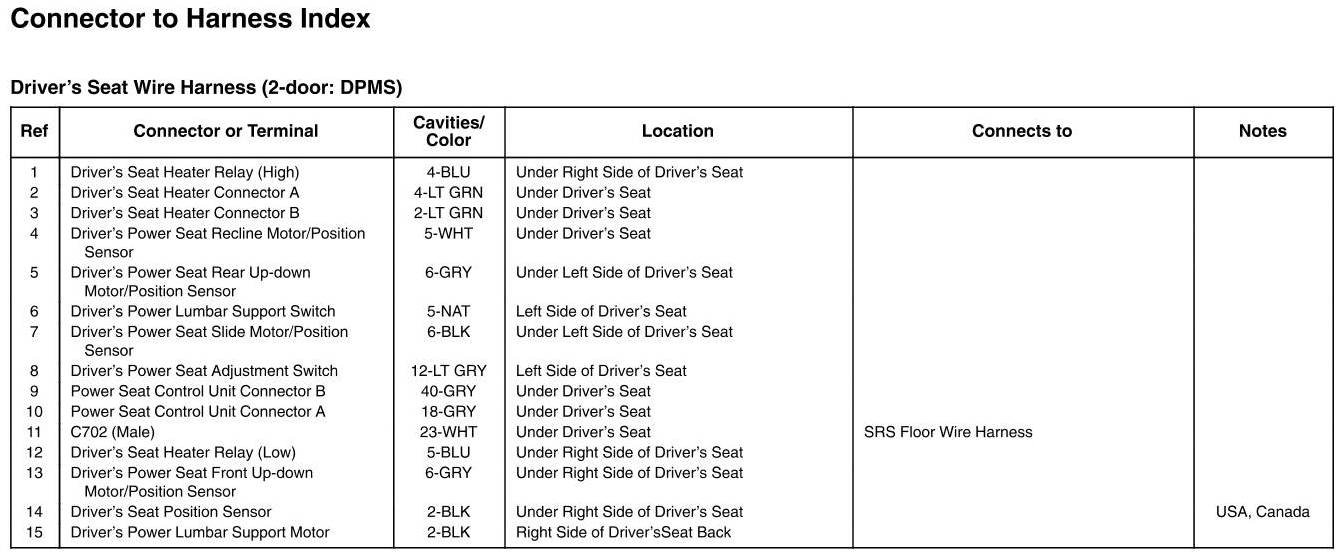 Connector to Harness Index
Driver's Seat Wire Harness (2-door: DPMS)
Ref Connector or Terminal Cavities/ Color Location Connects to Notes
1 Driver's Seat Heater Relay (High) 4-BLU Under Right Side of Driver's Seat
2 Driver's Seat Heater Connector A 4-LT GRN Under Driver's Seat
3 Driver's Seat Heater Connector B 2-LT GRN Under Driver's Seat
4 Driver's Power Seat Recline Motor/Position 5-WHT Under Driver's Seat
Sensor
5 Driver's Power Seat Rear Up-down 6-GRY Under Left Side of Driver's Seat
Motor/Position Sensor
6 Driver's Power Lumbar Support Switch 5-NAT Left Side of Driver's Seat
7 Driver's Power Seat Slide Motor/Position 6-BLK Under Left Side of Driver's Seat
Sensor
8 Driver's Power Seat Adjustment Switch 12-LT GRY Left Side of Driver's Seat
9 Power Seat Control Unit Connector B 40-GRY Under Driver's Seat
10 Power Seat Control Unit Connector A 18-GRY Under Driver's Seat
11 C702 (Male) 23-WHT Under Driver's Seat SRS Floor Wire Harness
12 Driver's Seat Heater Relay (Low) 5-BLU Under Right Side of Driver's Seat
13 Driver's Power Seat Front Up-down 6-GRY Under Right Side of Driver's Seat
Motor/Position Sensor
14 Driver's Seat Position Sensor 2-BLK Under Right Side of Driver's Seat USA, Canada
15 Driver's Power Lumbar Support Motor 2-BLK Right Side of Driver'sSeat Back